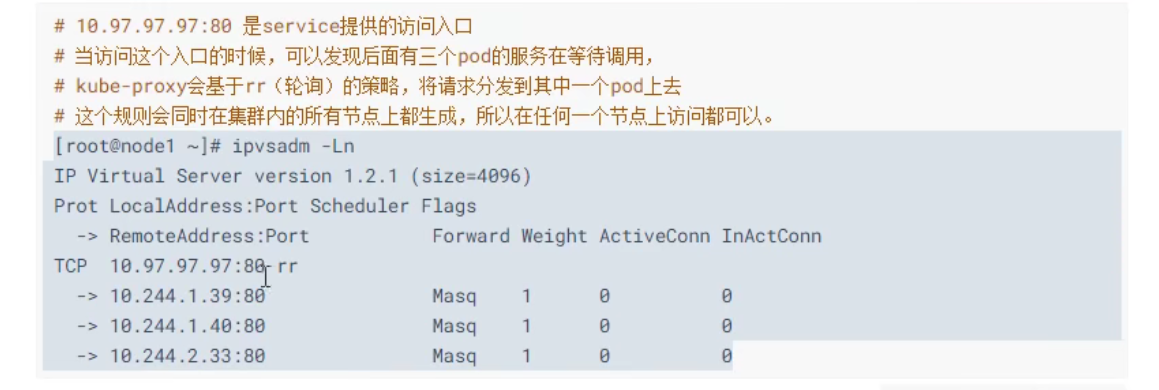 # 10.97.97.97:80 是service提供的访问入口
# 当访问这个入口的时候，可以发现后面有三个pod的服务在等待调用，
# kube-proxy会基于rr（轮询）的策略，将请求分发到其中一个pod上去
# 这个规则会同时在集群内的所有节点上都生成，所以在任何一个节点上访问都可以。
[root@node1 ~]# ipvsadm -Ln
IP Virtual Server version 1.2.1 (size=4096)
Prot LocalAddress:Port Scheduler Flags
  -> RemoteAddress:Port           Forward Weight ActiveConn InActConn
TCP  10.97.97.97:80 rr
  -> 10.244.1.39:80               Masq    1      0          0
  -> 10.244.1.40:80               Masq    1      0          0
  -> 10.244.2.33:80               Masq    1      0          0